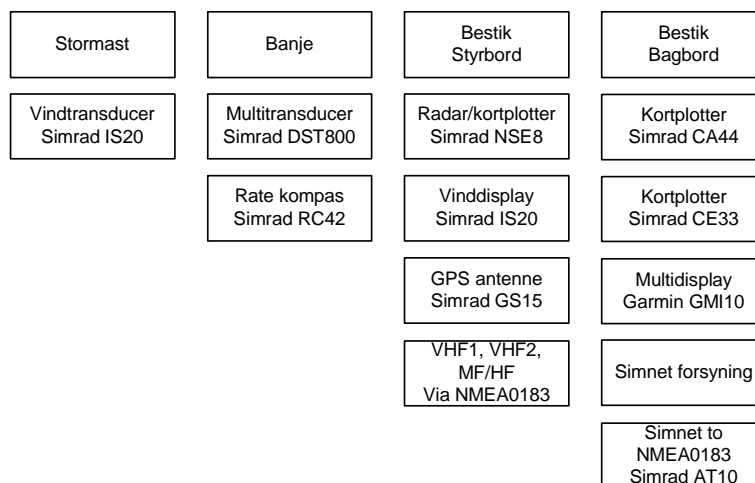 Stormast
Banje
Bestik
Styrbord
Bestik
Bagbord
Vindtransducer
Simrad IS20
Multitransducer
Simrad DST800
Radar/kortplotter
Simrad NSE8
Kortplotter
Simrad CA44
Rate kompas
Simrad RC42
Vinddisplay
Simrad IS20
Kortplotter
Simrad CE33
GPS antenne
Simrad GS15
Multidisplay
Garmin GMI10
VHF1, VHF2,
MF/HF
Via NMEA0183
Simnet forsyning
Simnet to
NMEA0183
Simrad AT10